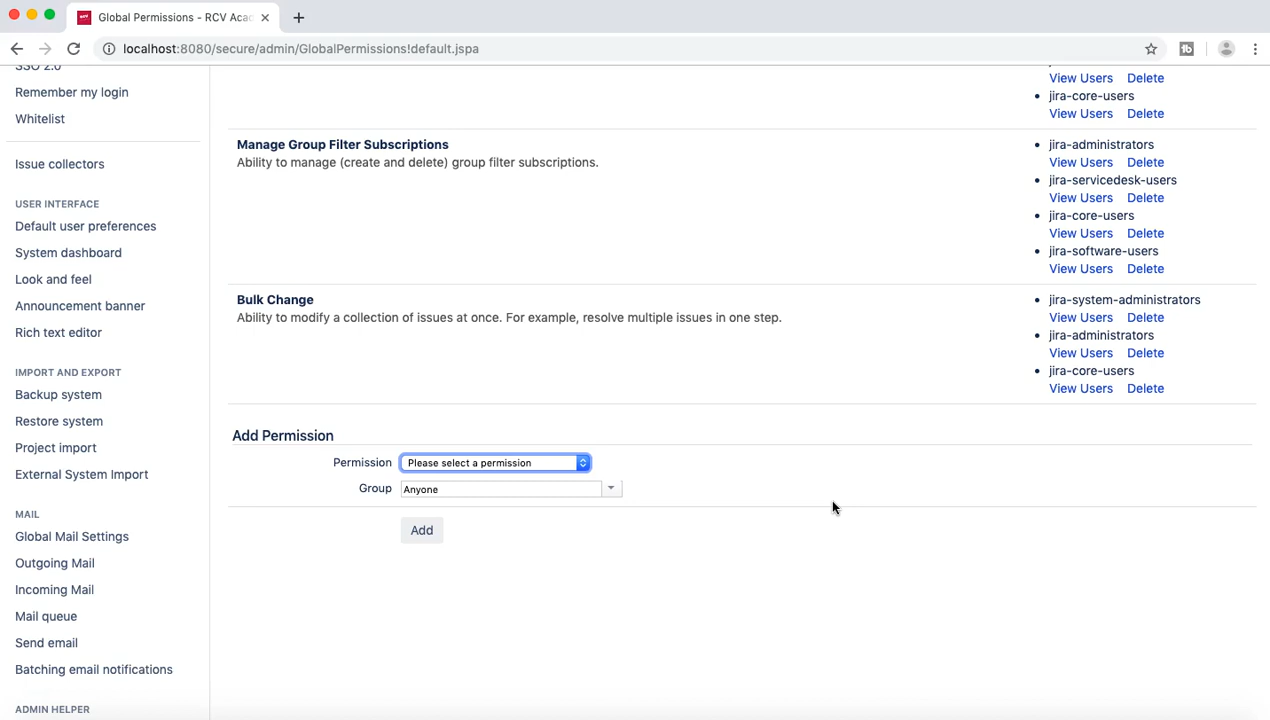 Global Permissions - RCV Aca
localhost:8080/secure/admin/GlobalPermissions!default.jspa
SSO 2.0
Remember my login
Whitelist
Issue collectors
USER INTERFACE
Default user preferences
System dashboard
Look and feel
Announcement banner
Rich text editor
IMPORT AND EXPORT
Backup system
Restore system
Project import
External System Import
MAIL
Global Mail Settings
Outgoing Mail
Incoming Mail
Mail queue
Send email
Batching email notifications
ADMIN HELPER
View Users Delete
• jira-core-users
View Users Delete
Manage Group Filter Subscriptions
Ability to manage (create and delete) group filter subscriptions.
• jira-administrators
View Users Delete
• jira-servicedesk-users
View Users Delete
• jira-core-users
View Users Delete
• jira-software-users
View Users Delete
Bulk Change
Ability to modify a collection of issues at once. For example, resolve multiple issues in one step.
• jira-system-administrators
View Users Delete
• jira-administrators
View Users Delete
• jira-core-users
View Users Delete
Add Permission
Permission Please select a permission
Group Anyone
Add